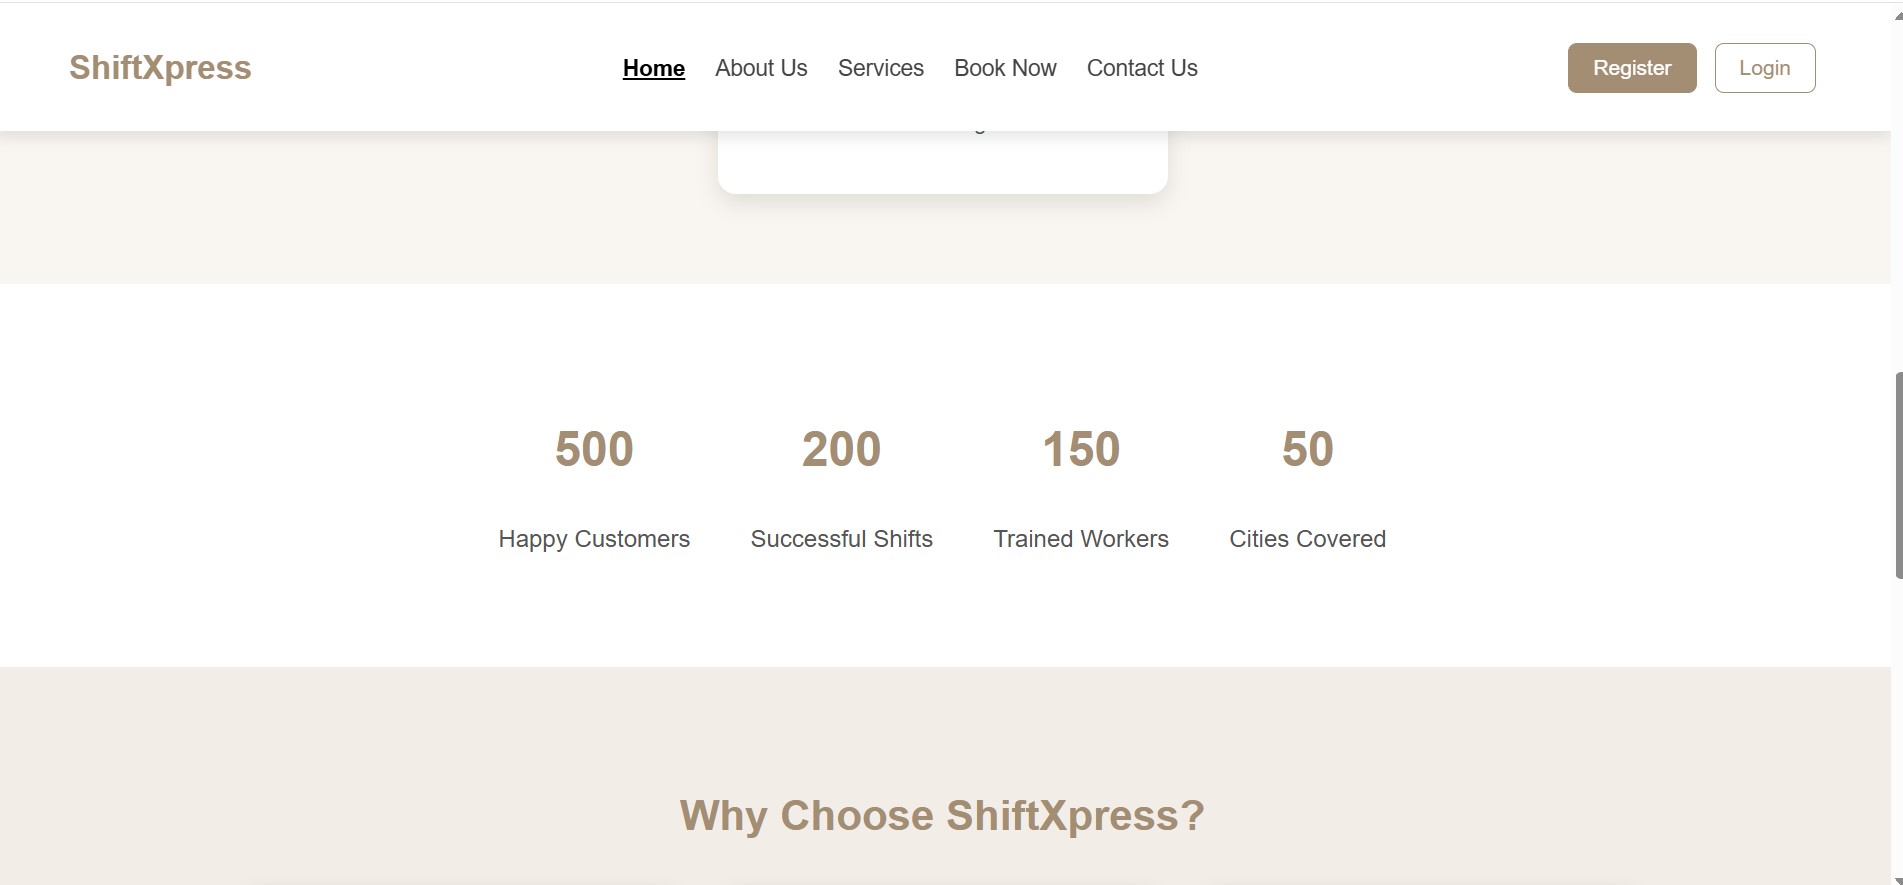 ShiftXpress
Home About Us Services Book Now Contact Us
Register Login
500 200 150 50
Happy Customers Successful Shifts Trained Workers Cities Covered
Why Choose ShiftXpress?